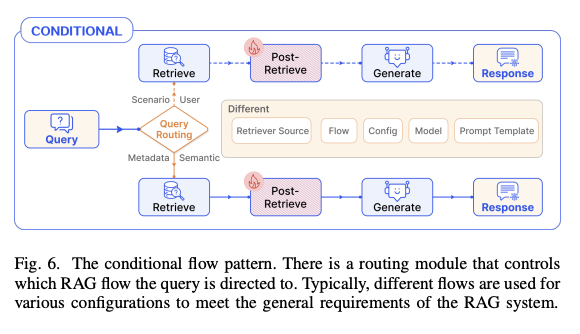 CONDITIONAL
Retrieve
Post-
Retrieve
Generate
Response
Scenario User
Different
Query
Query
Routing
Retriever Source
Flow
Config
Model
Prompt Template
Metadata Semantic
Retrieve
Post-
Retrieve
Generate
Response
Fig. 6. The conditional flow pattern. There is a routing module that controls
which RAG flow the query is directed to. Typically, different flows are used for
various configurations to meet the general requirements of the RAG system.